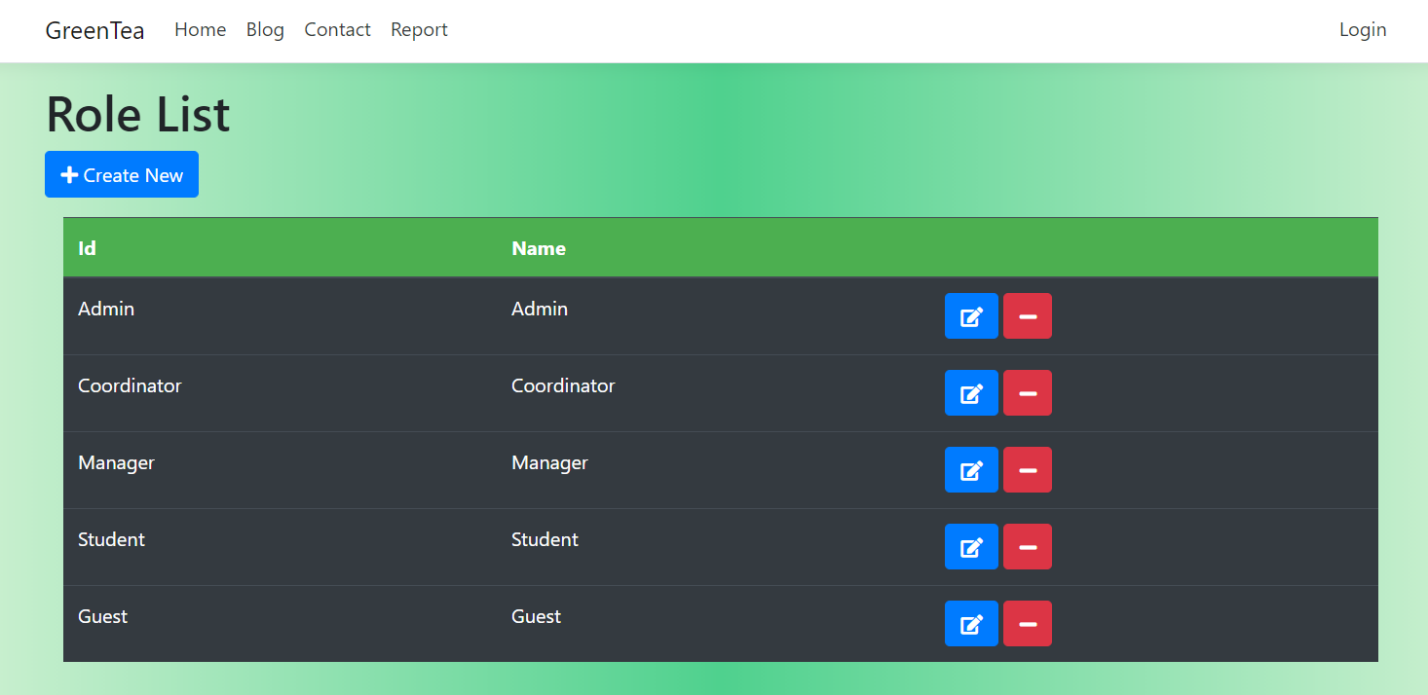 GreenTea Home Blog Contact Report Login
Role List
Create New
Id Name
Admin Admin
Coordinator Coordinator
Manager Manager
Student Student
Guest Guest